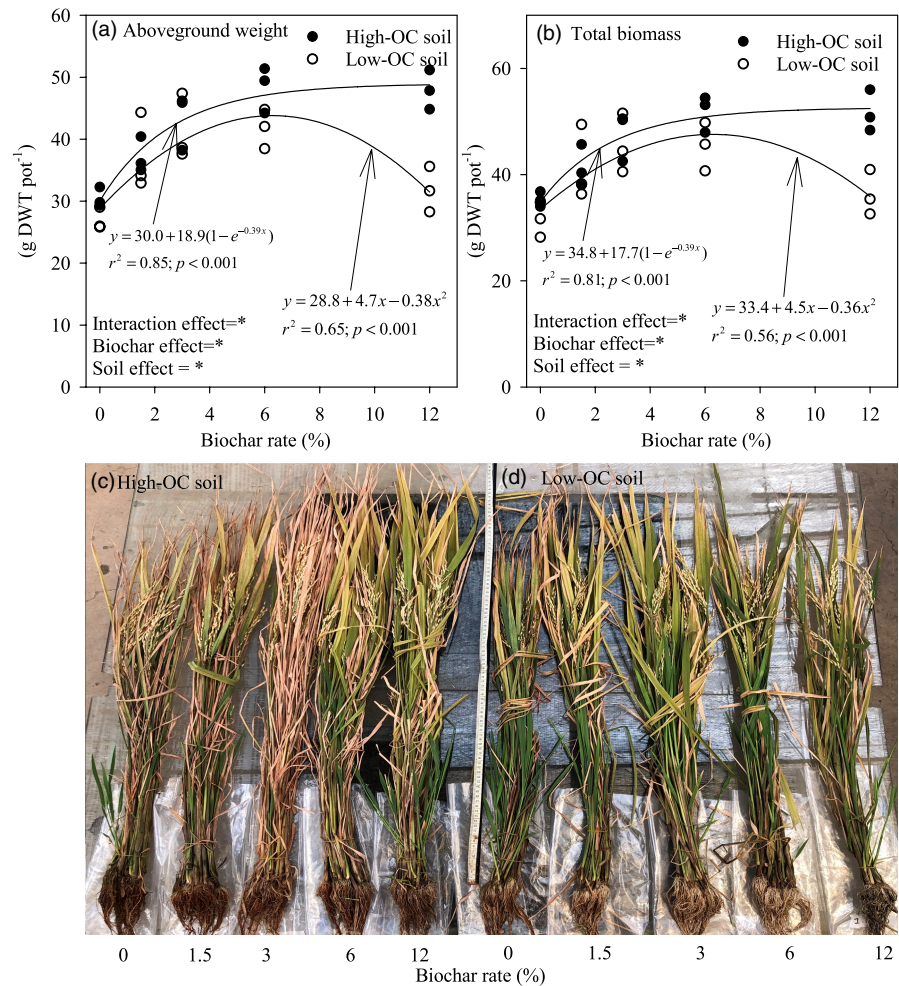 (a) Aboveground weight
High-OC soil
Low-OC soil
(g DWT pot⁻¹)
60
50
40
30
20
10
0
y = 30.0+18.9(1−e^{−0.39x})
r² = 0.85; p < 0.001
y = 28.8+4.7x−0.38x²
r² = 0.65; p < 0.001
Interaction effect=*
Biochar effect=*
Soil effect = *
0 2 4 6 8 10 12
Biochar rate (%)
(b) Total biomass
High-OC soil
Low-OC soil
(g DWT pot⁻¹)
60
40
20
0
y = 34.8+17.7(1−e^{−0.39x})
r² = 0.81; p < 0.001
y = 33.4+4.5x−0.36x²
r² = 0.56; p < 0.001
Interaction effect=*
Biochar effect=*
Soil effect = *
0 2 4 6 8 10 12
Biochar rate (%)
(c) High-OC soil
(d) Low-OC soil
0 1.5 3 6 12 0 1.5 3 6 12
Biochar rate (%)